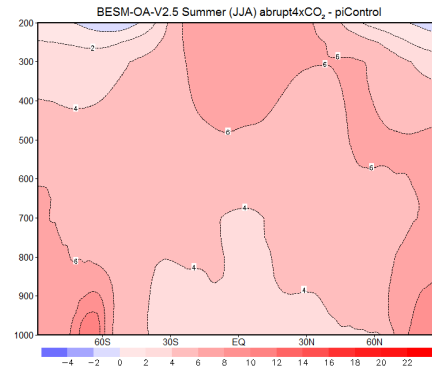 BESM-OA-V2.5 Summer (JJA) abrupt4xCO₂ - piControl
200
300
400
500
600
700
800
900
1000
2
4
6
6
6
6
6
4
4
4
60S
30S
EQ
30N
60N
−4 −2 0 2 4 6 8 10 12 14 16 18 20 22